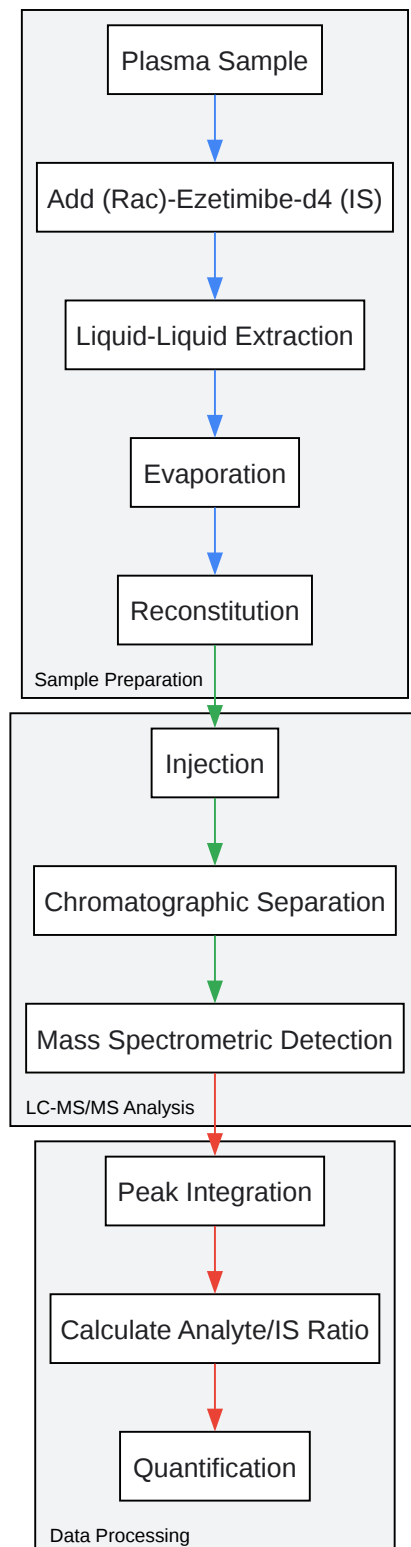 Plasma Sample
Add (Rac)-Ezetimibe-d4 (IS)
Liquid-Liquid Extraction
Evaporation
Reconstitution
Sample Preparation
Injection
Chromatographic Separation
Mass Spectrometric Detection
LC-MS/MS Analysis
Peak Integration
Calculate Analyte/IS Ratio
Quantification
Data Processing